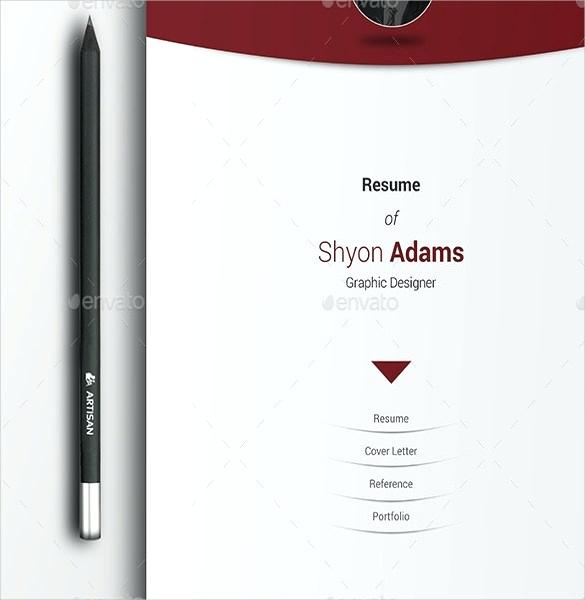 envato
envato
Resume
of
Shyon Adams
Graphic Designer
envato
envato
ARTISAN
Resume
Cover Letter
Reference
Portfolio